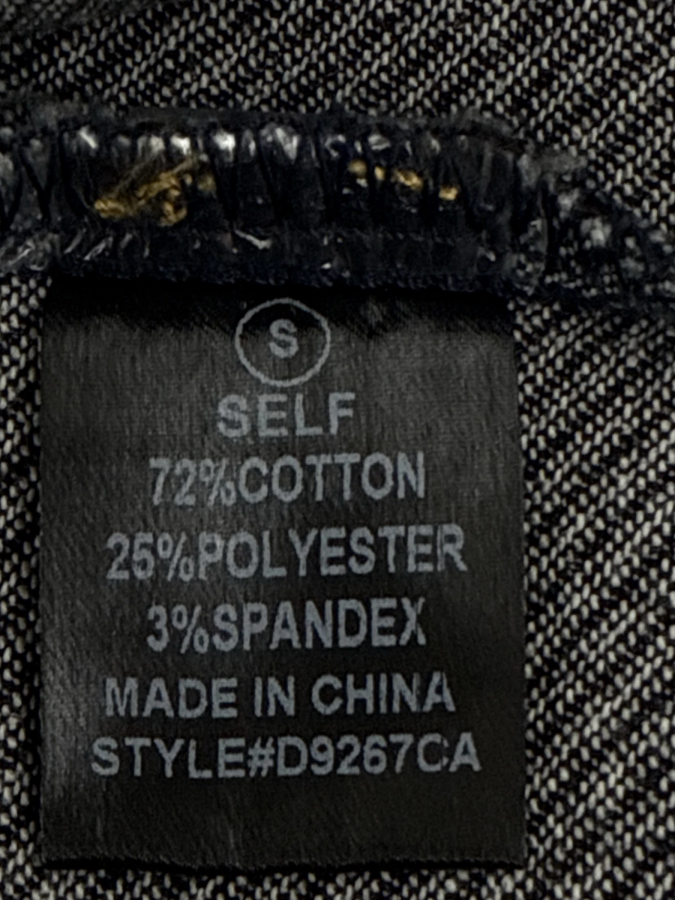 S
SELF
72%COTTON
25%POLYESTER
3%SPANDEX
MADE IN CHINA
STYLE#D9267CA